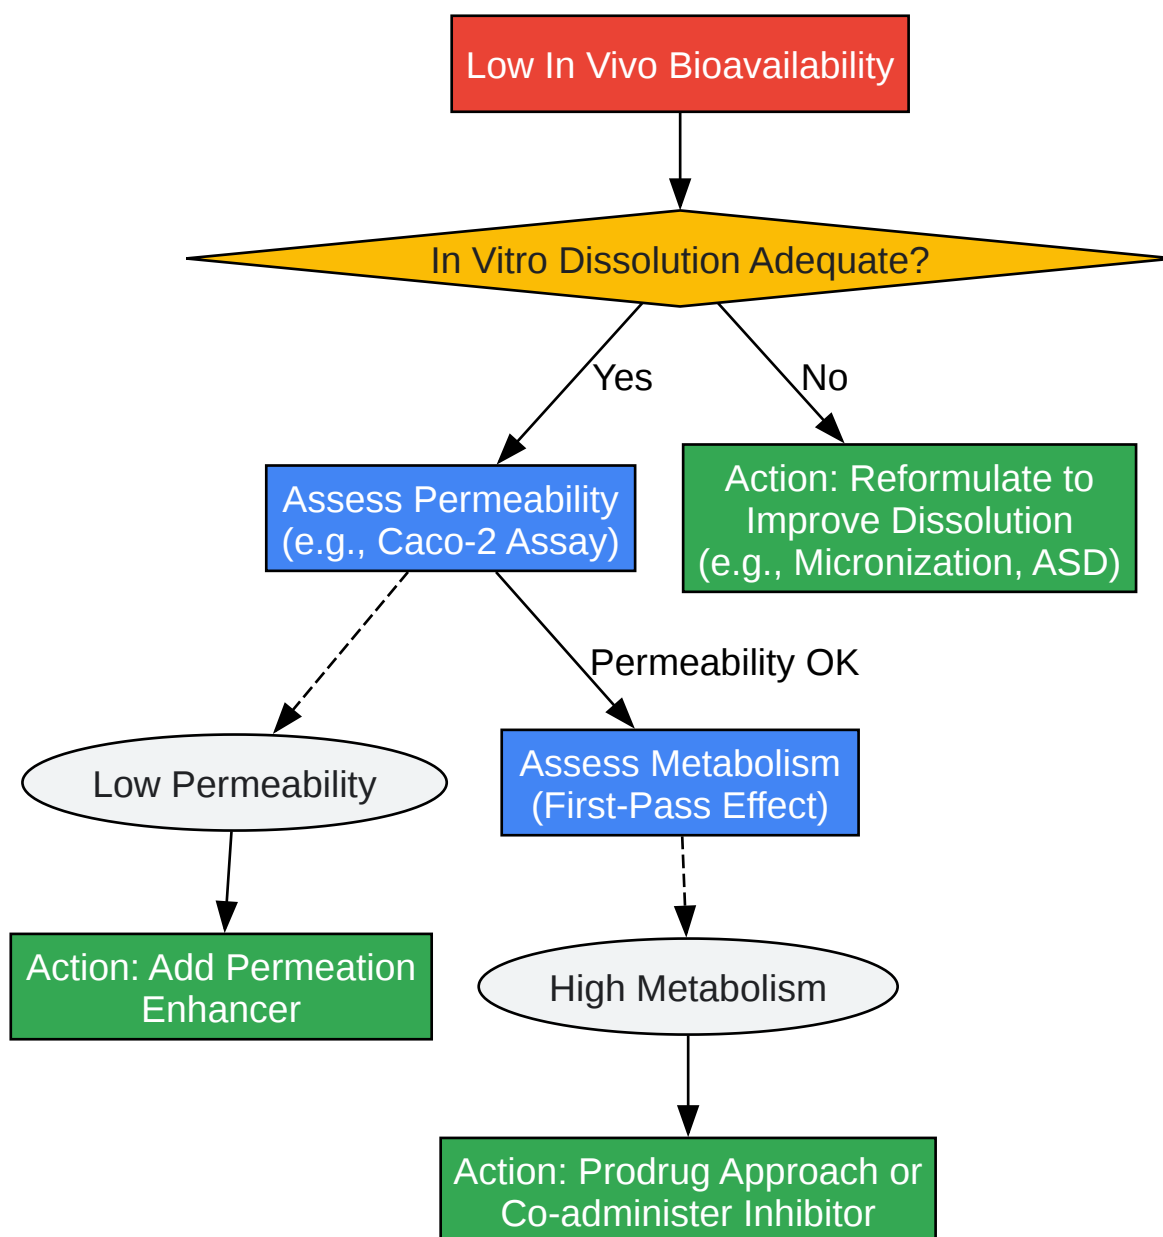 Low In Vivo Bioavailability
In Vitro Dissolution Adequate?
Yes
No
Assess Permeability
(e.g., Caco-2 Assay)
Action: Reformulate to
Improve Dissolution
(e.g., Micronization, ASD)
Permeability OK
Low Permeability
Assess Metabolism
(First-Pass Effect)
Action: Add Permeation
Enhancer
High Metabolism
Action: Prodrug Approach or
Co-administer Inhibitor